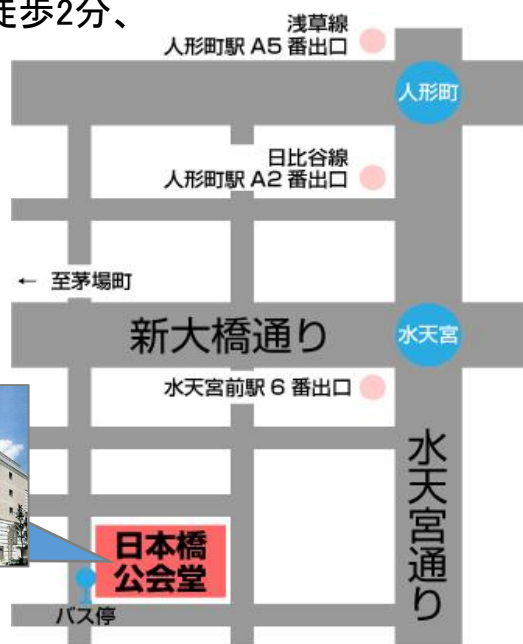 徒歩2分、
浅草線
人形町駅 A5 番出口
人形町
日比谷線
人形町駅 A2 番出口
← 至茅場町
新大橋通り
水天宮
水天宮前駅 6 番出口
水天宮通り
日本橋
公会堂
バス停